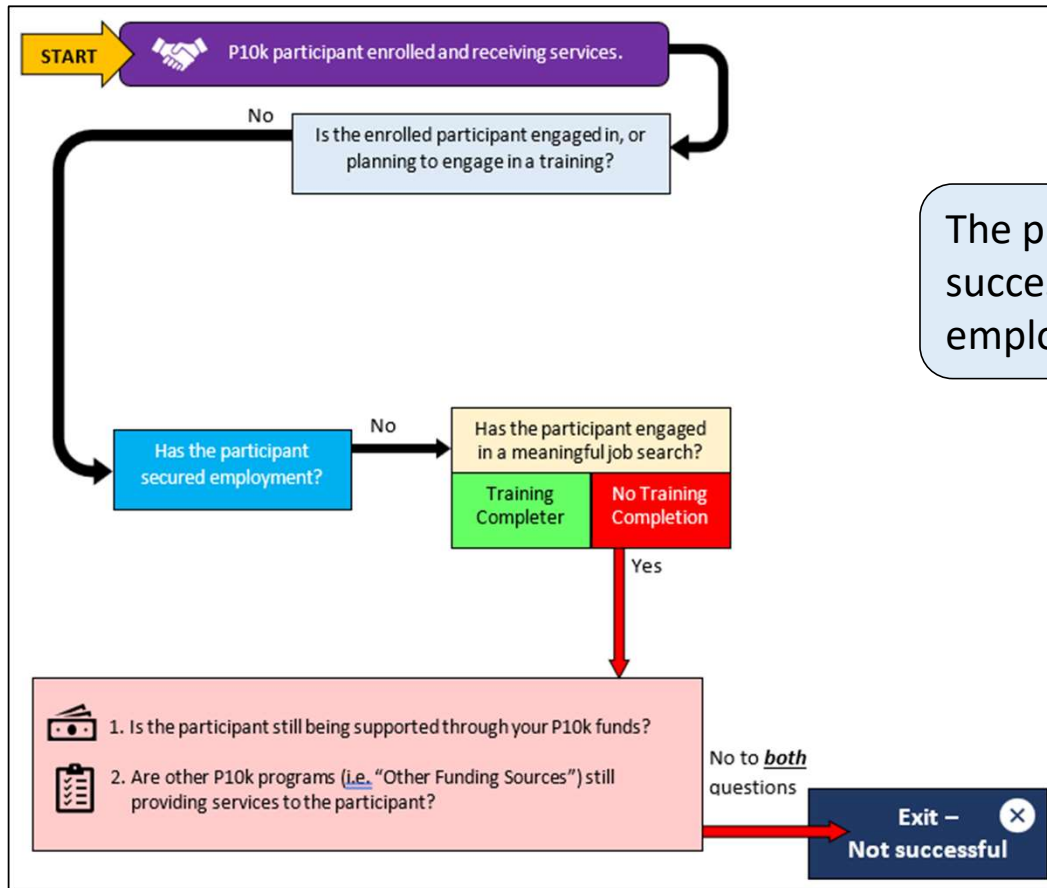 START
P10k participant enrolled and receiving services.
No
Is the enrolled participant engaged in, or
planning to engage in a training?
The
Has the participant
secured employment?
No
Has the participant engaged
in a meaningful job search?
Training
Completer
No Training
Completion
Yes
1. Is the participant still being supported through your P10k funds?
2. Are other P10k programs (i.e. “Other Funding Sources”) still
providing services to the participant?
No to both
questions
Exit –
Not successful